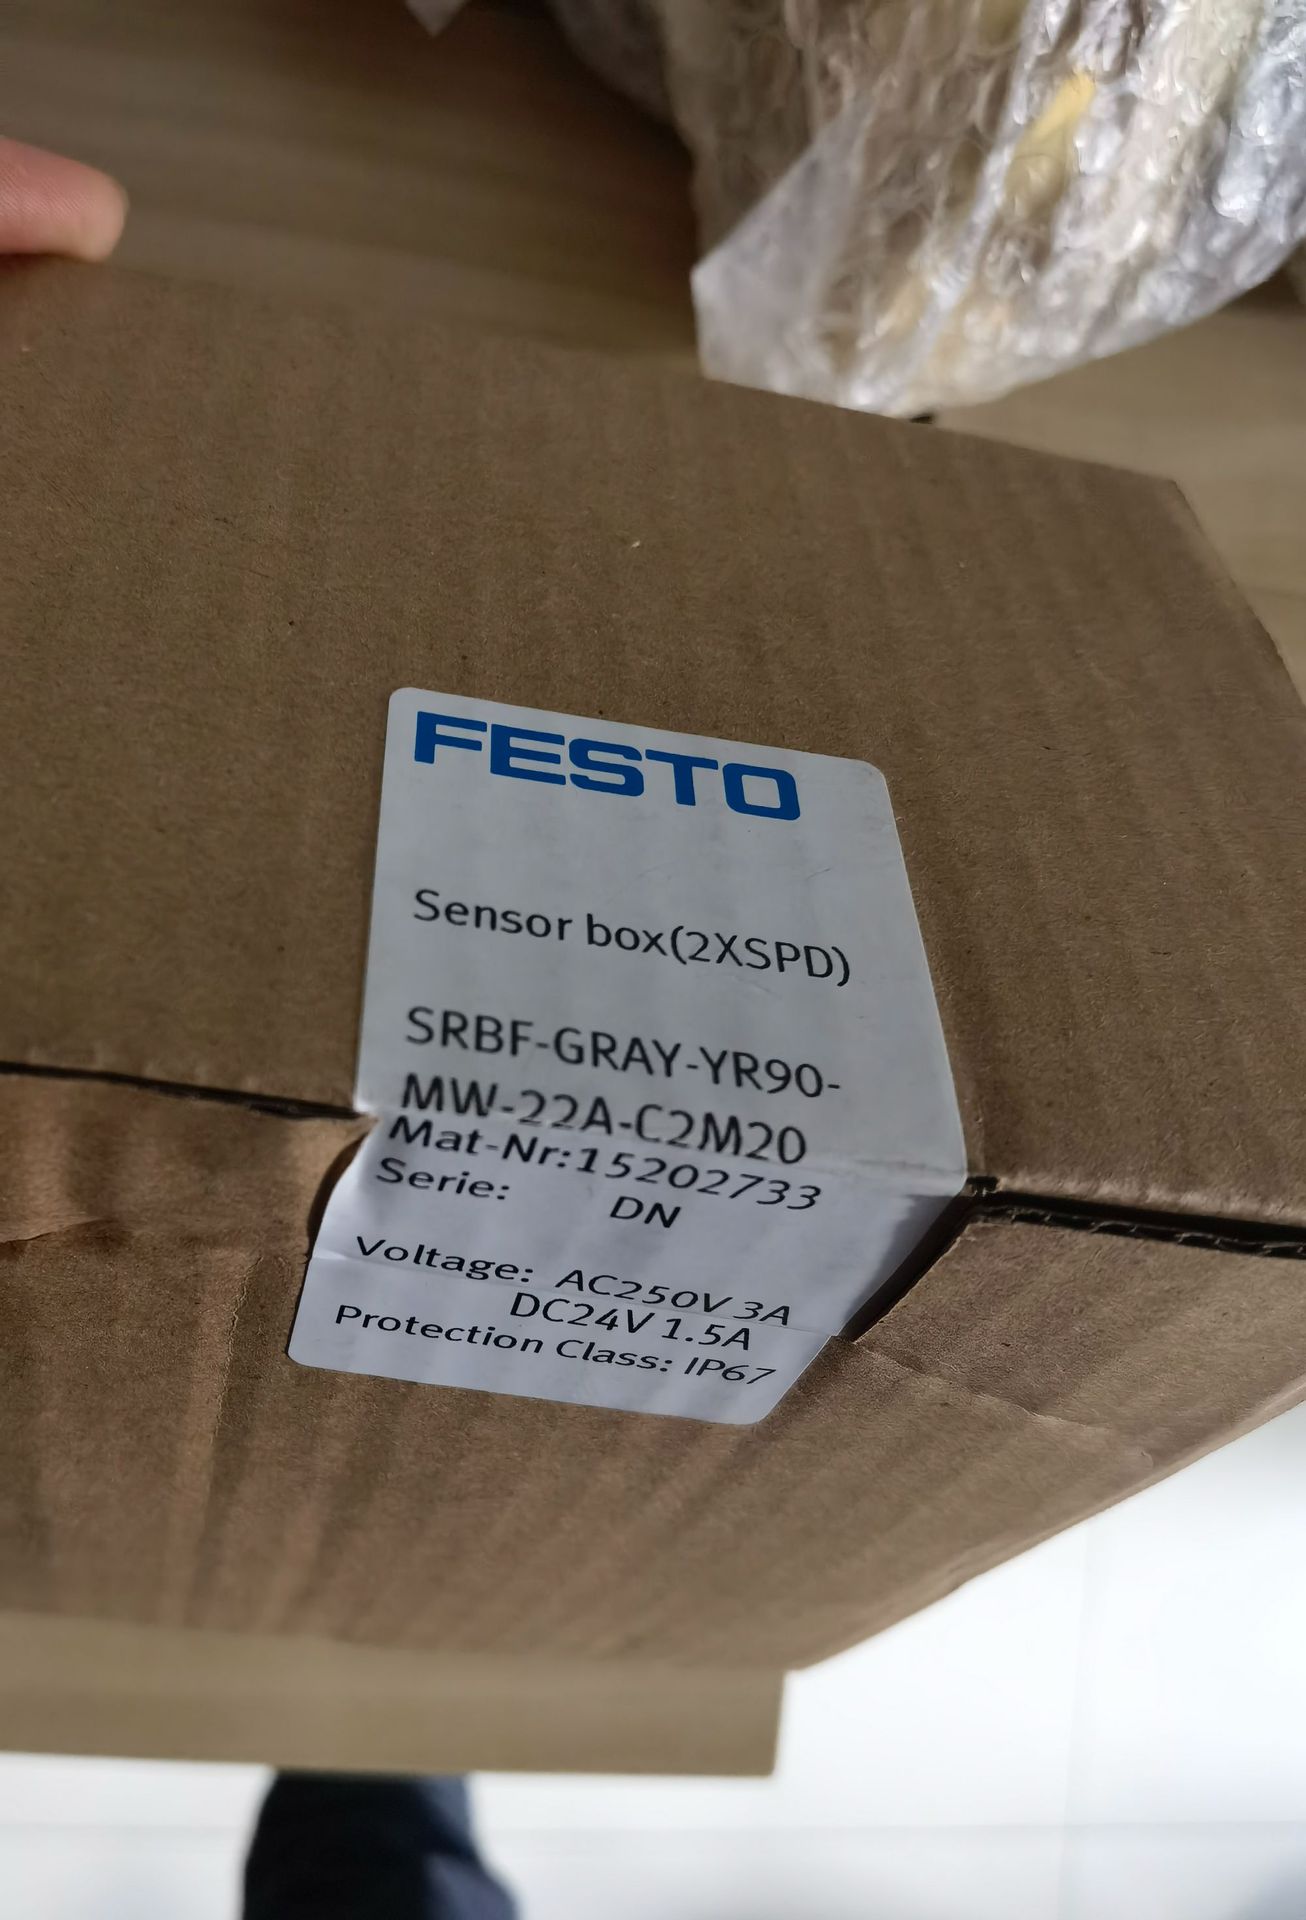 FESTO
Sensor box(2XSPD)
SRBF-GRAY-YR90-
MW-22A-C2M20
Mat-Nr:15202733
Serie: DN
Voltage: AC250V 3A
DC24V 1.5A
Protection Class: IP67